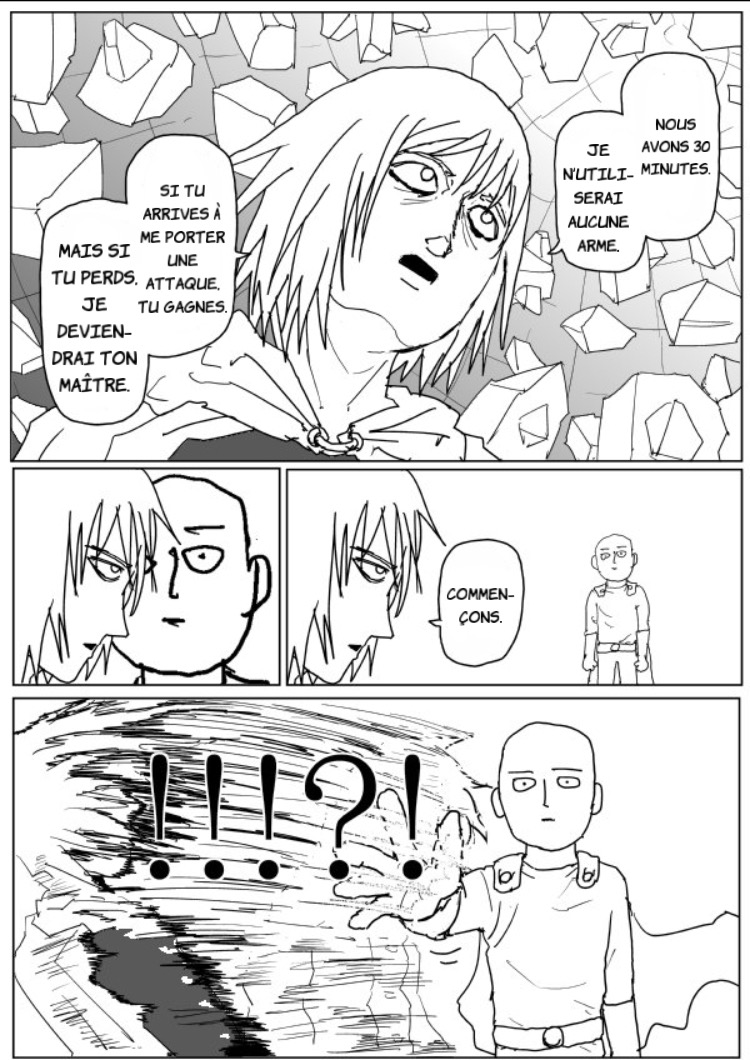 NOUS
AVONS 30
MINUTES.
JE
N'UTILI-
SERAI
AUCUNE
ARME.
SI TU
ARRIVES À
ME PORTER
UNE
ATTAQUE,
TU GAGNES.
MAIS SI
TU PERDS,
JE
DEVIEN-
DRAI TON
MAÎTRE.
COMMEN-
ÇONS.
!!!?!